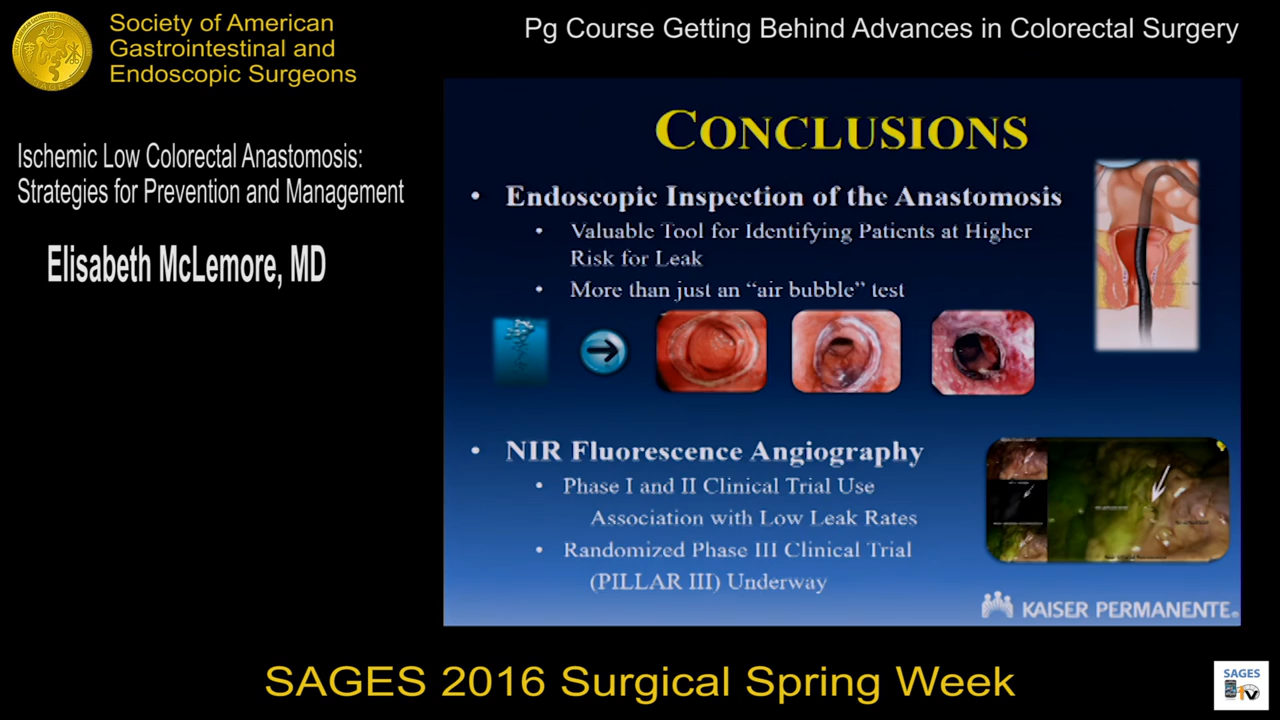 Society of American
Gastrointestinal and
Endoscopic Surgeons
Pg Course Getting Behind Advances in Colorectal Surgery
Ischemic Low Colorectal Anastomosis:
Strategies for Prevention and Management
Elisabeth McLemore, MD
CONCLUSIONS
• Endoscopic Inspection of the Anastomosis
• Valuable Tool for Identifying Patients at Higher
Risk for Leak
• More than just an “air bubble” test
• NIR Fluorescence Angiography
• Phase I and II Clinical Trial Use
Association with Low Leak Rates
• Randomized Phase III Clinical Trial
(PILLAR III) Underway
KAISER PERMANENTE®
SAGES 2016 Surgical Spring Week
SAGES
TV